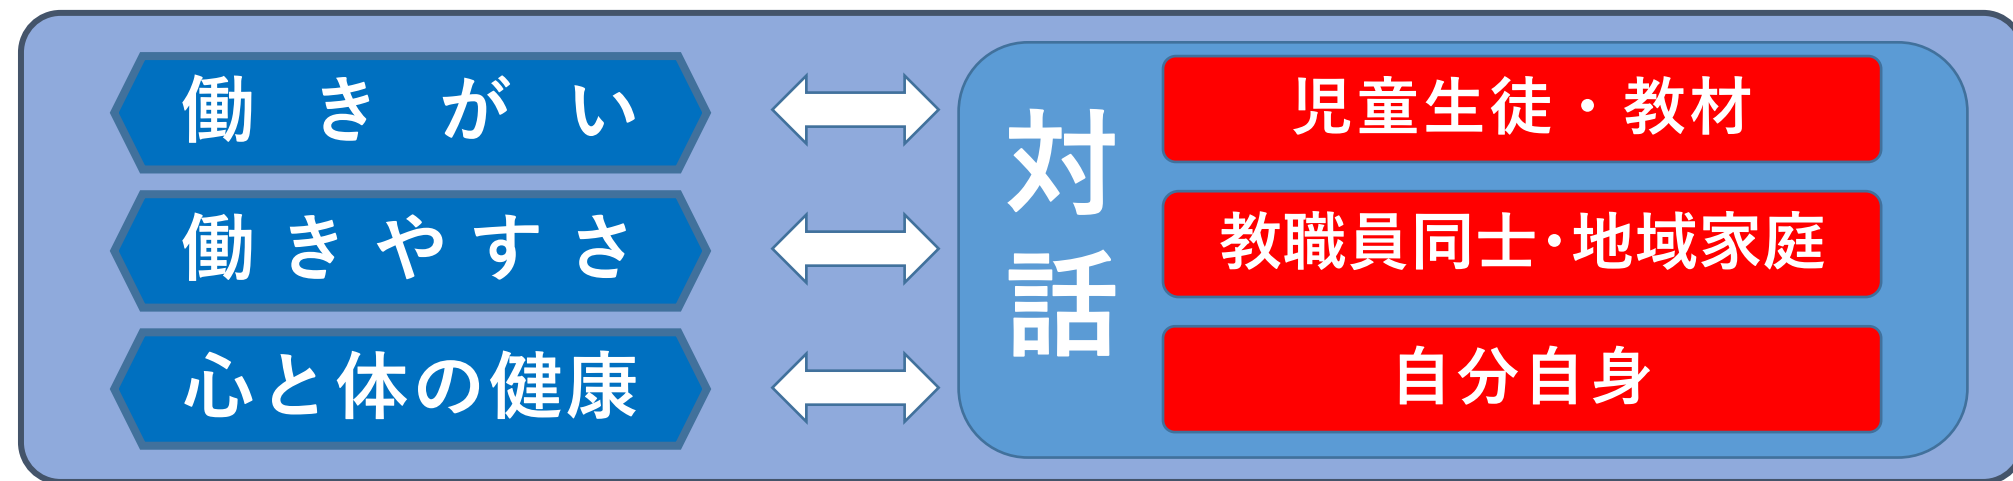 働きがい
働きやすさ
心と体の健康
対話
児童生徒・教材
教職員同士・地域家庭
自分自身